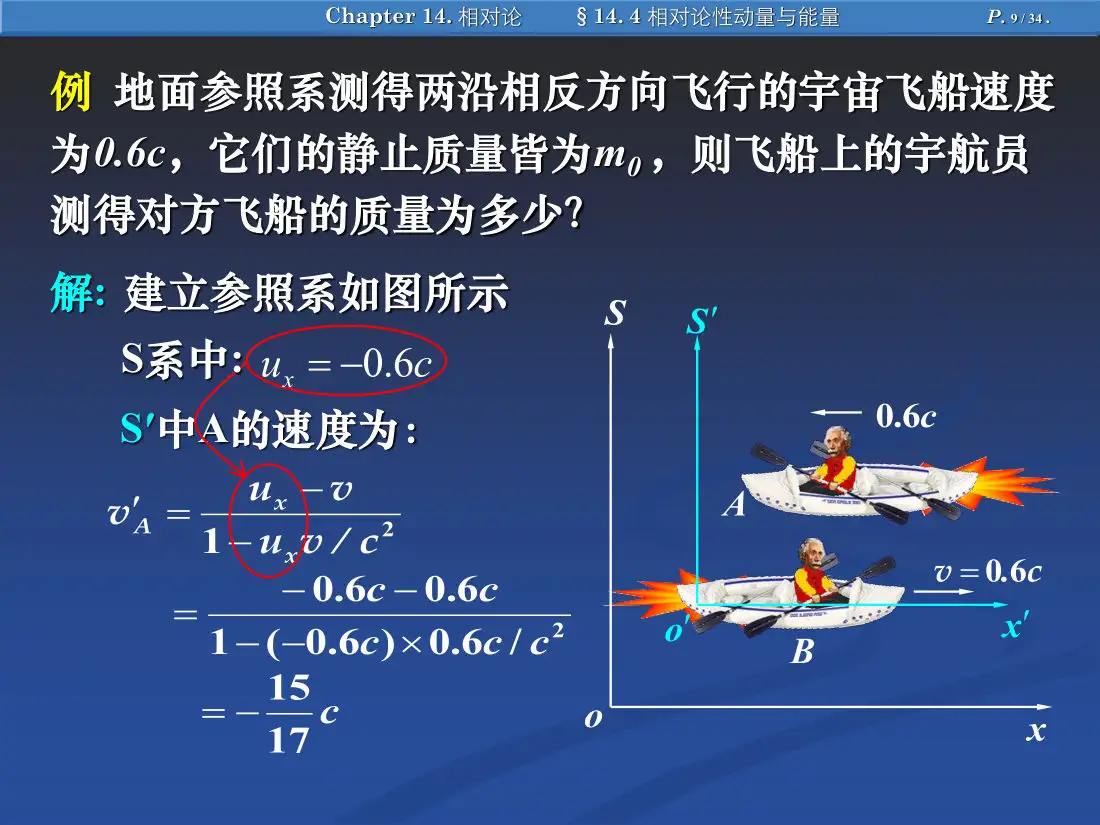 Chapter 14. 相对论 §14.4 相对论性动量与能量 P. 9 / 34 .
例 地面参照系测得两沿相反方向飞行的宇宙飞船速度
为0.6c，它们的静止质量皆为m₀，则飞船上的宇航员
测得对方飞船的质量为多少?
解: 建立参照系如图所示
S系中: uₓ = −0.6c
S′中A的速度为:
v′_A = (uₓ − v) / (1 − uₓv / c²)
= (−0.6c − 0.6c) / (1 − (−0.6c) × 0.6c / c²)
= − 15/17 c
S
S′
0.6c
A
v = 0.6c
o′
x′
B
o
x